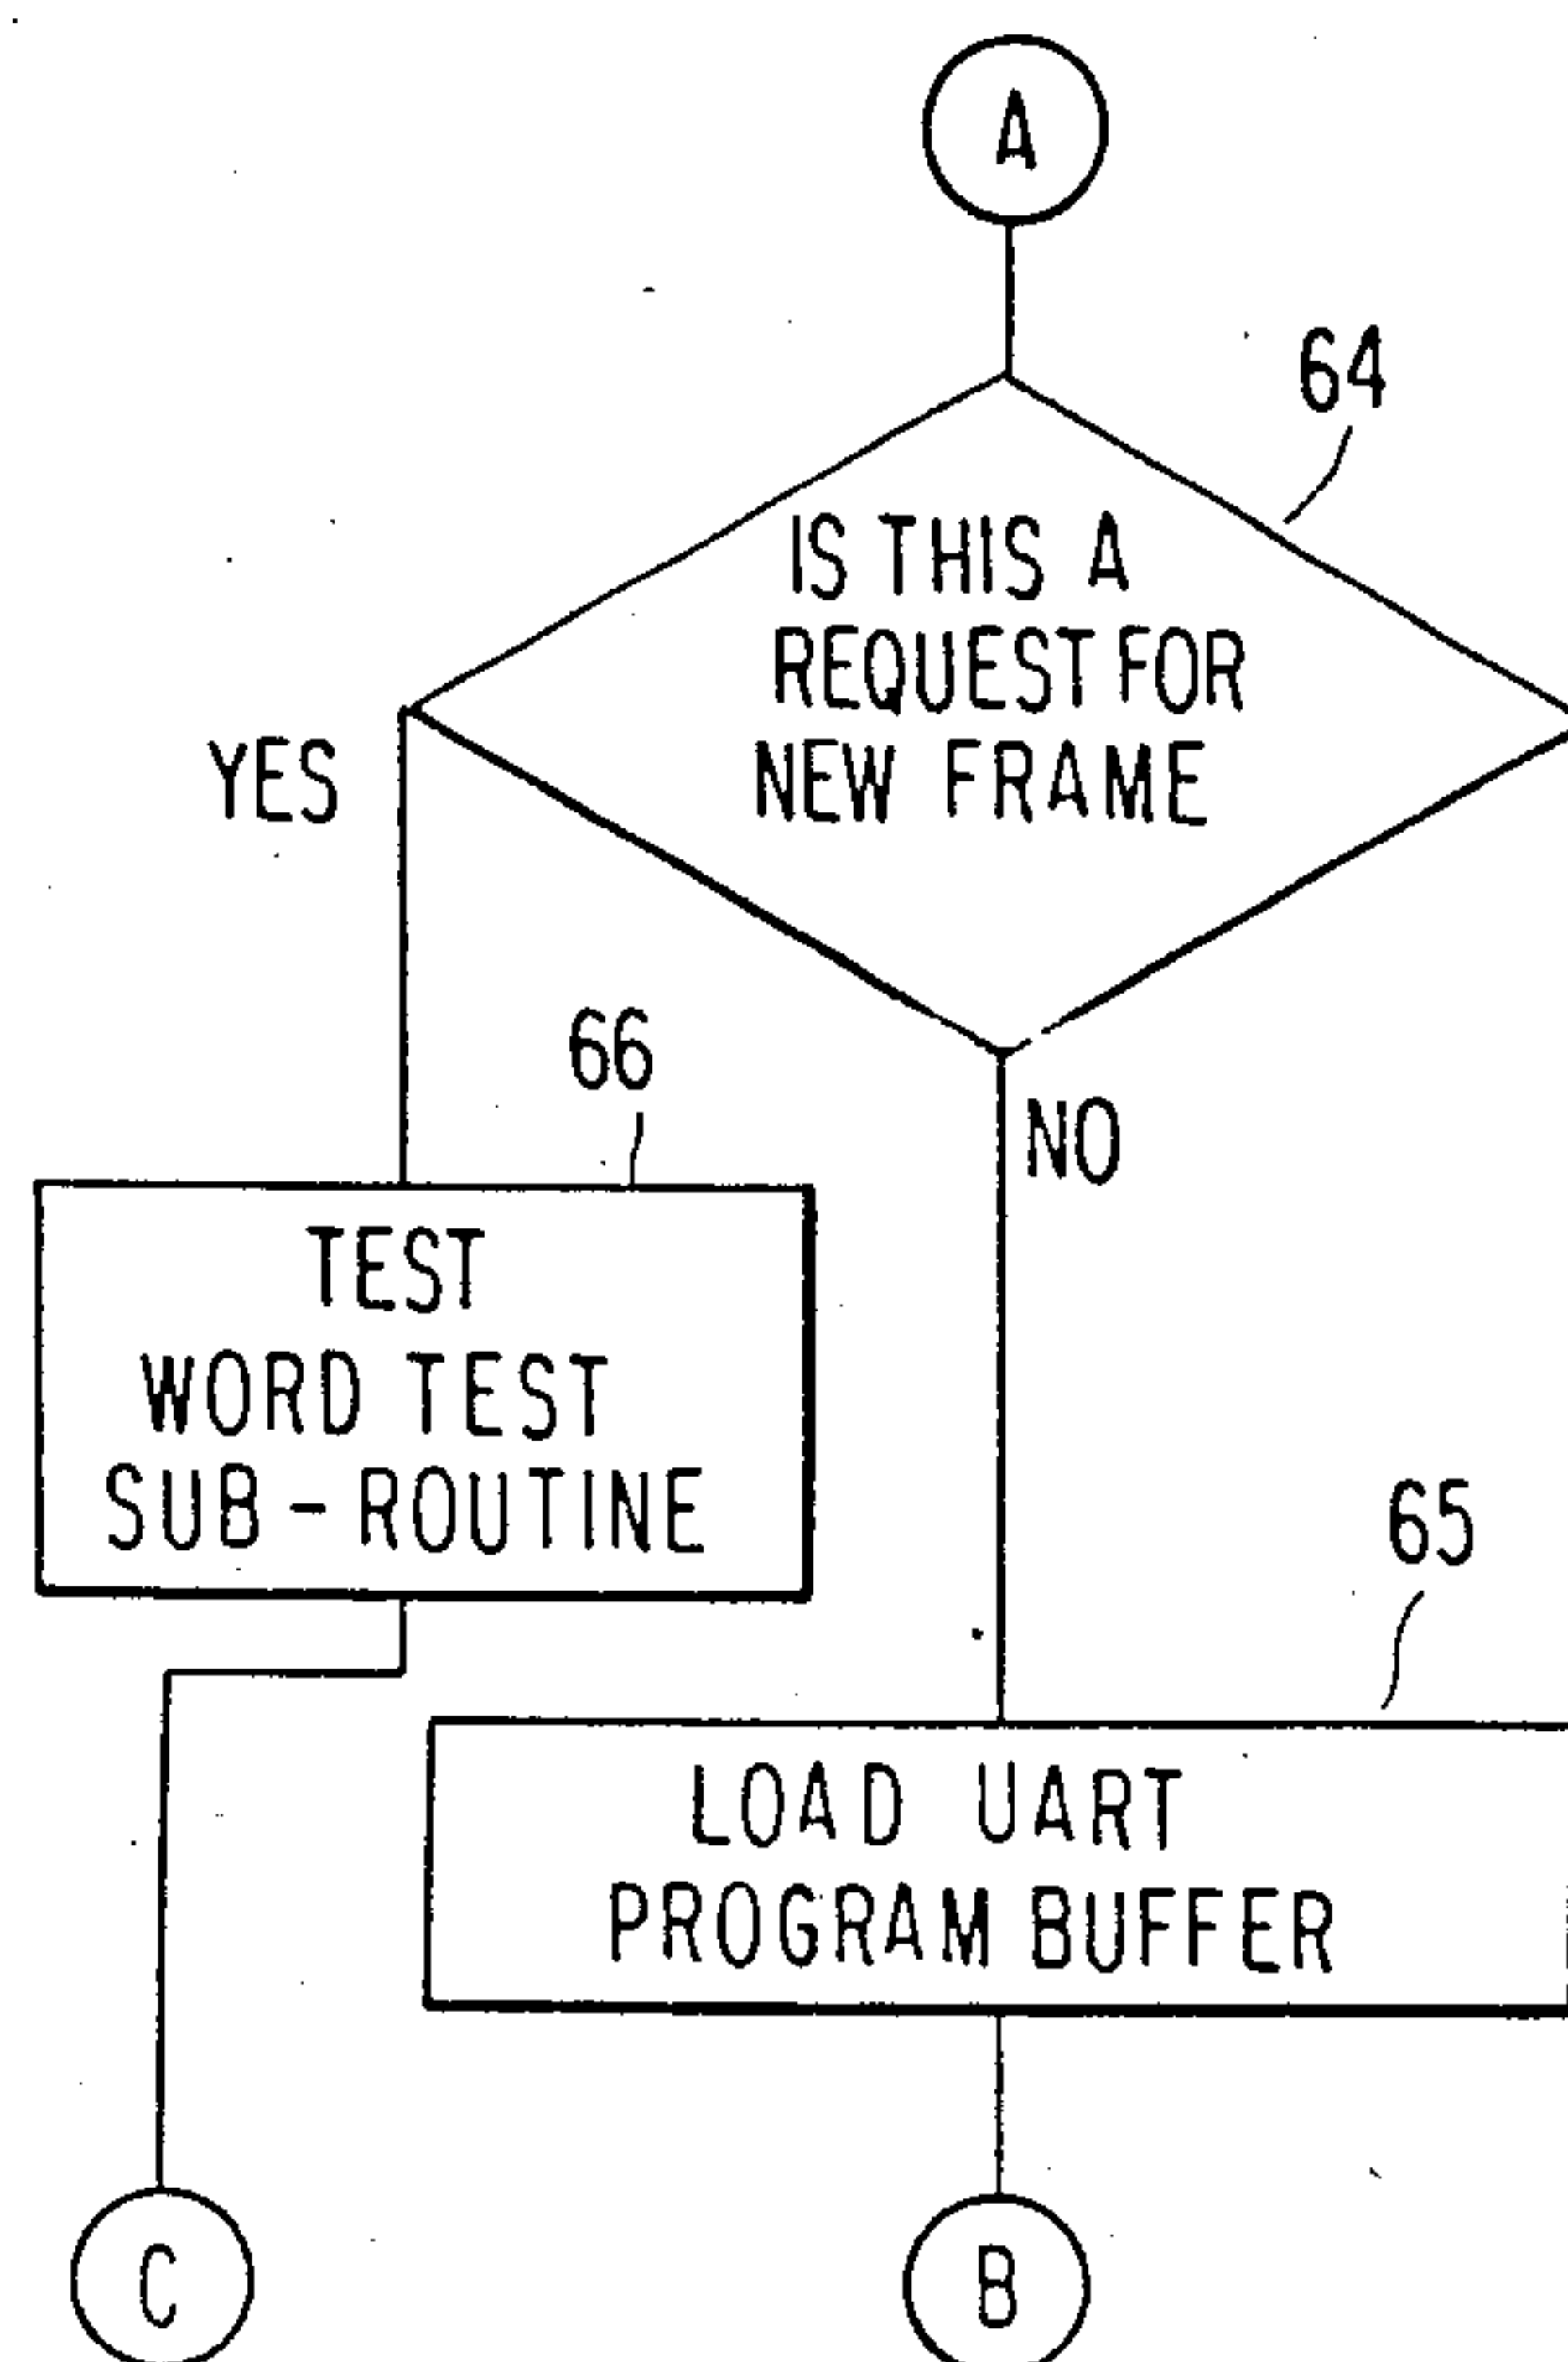 A
64
IS THIS A
REQUEST FOR
NEW FRAME
YES
66
NO
TEST
WORD TEST
SUB-ROUTINE
65
LOAD UART
PROGRAM BUFFER
C
B